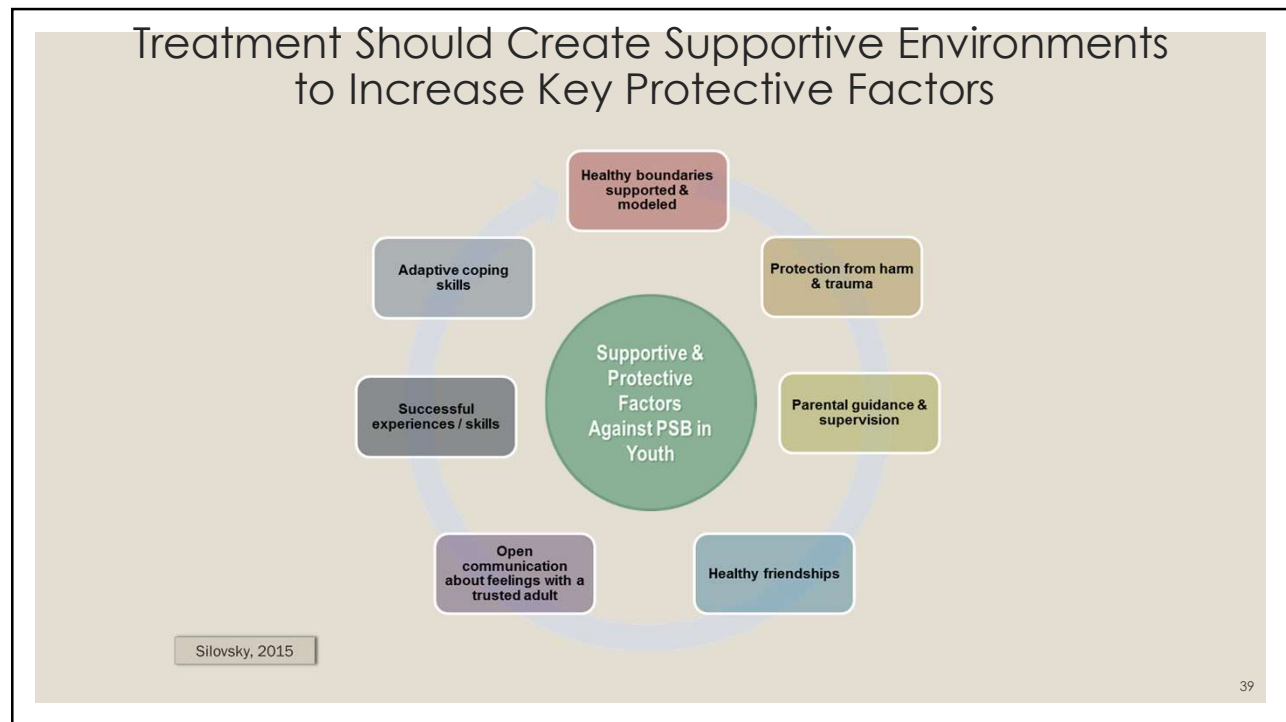 Treatment Should Create Supportive Environments
to Increase Key Protective Factors
Healthy boundaries
supported &
modeled
Protection from harm
& trauma
Parental guidance &
supervision
Healthy friendships
Open
communication
about feelings with a
trusted adult
Successful
experiences / skills
Adaptive coping
skills
Supportive &
Protective
Factors
Against PSB in
Youth
Silovsky, 2015
39